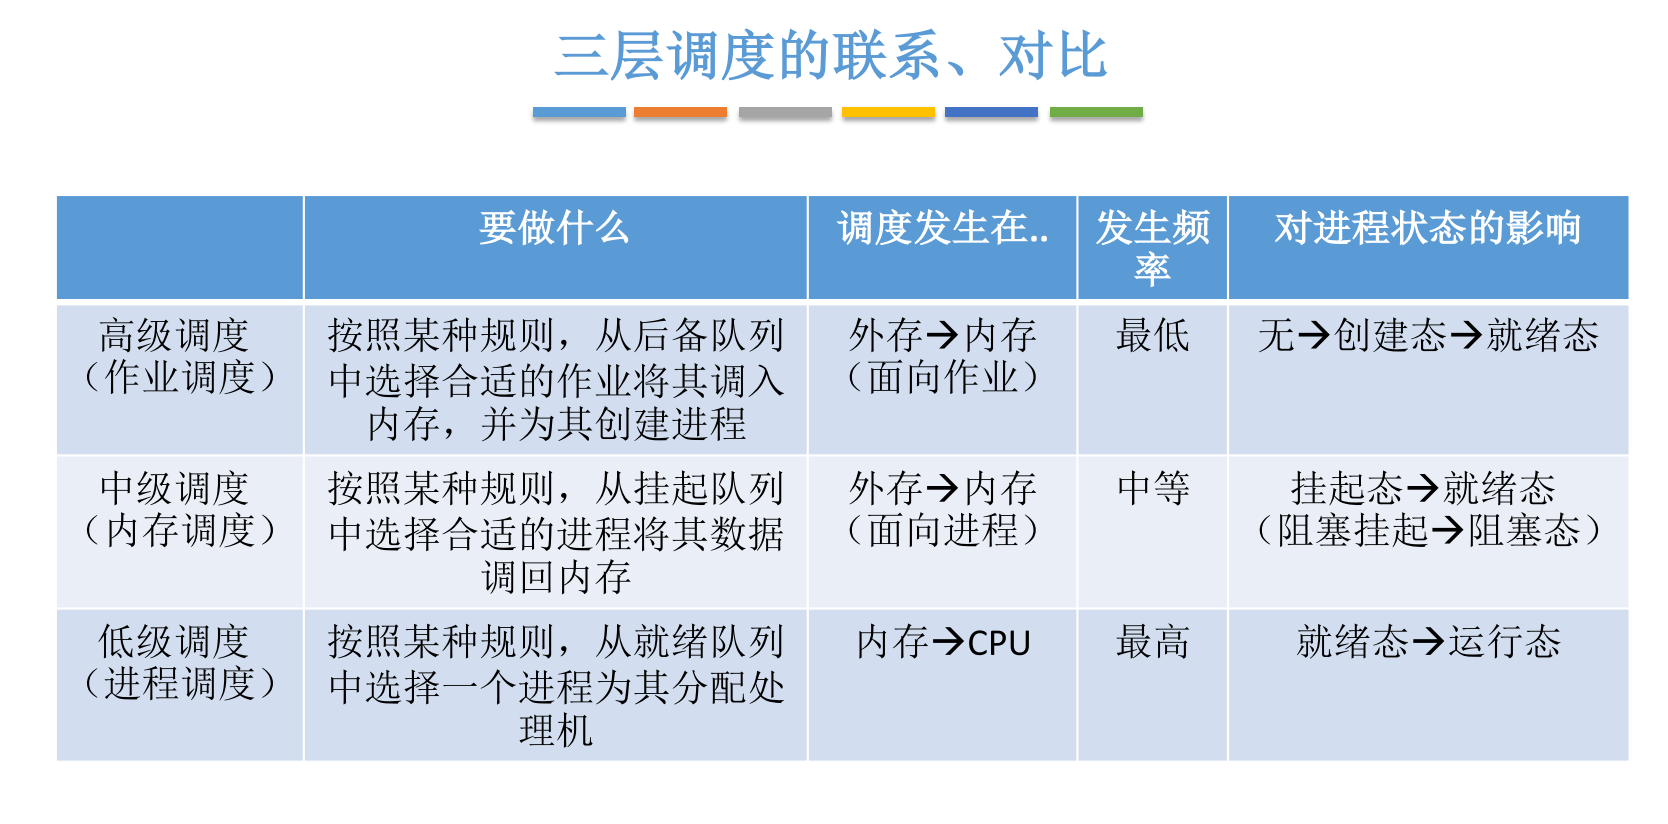 三层调度的联系、对比
要做什么
调度发生在..
发生频
率
对进程状态的影响
高级调度
（作业调度）
按照某种规则，从后备队列
中选择合适的作业将其调入
内存，并为其创建进程
外存→内存
（面向作业）
最低
无→创建态→就绪态
中级调度
（内存调度）
按照某种规则，从挂起队列
中选择合适的进程将其数据
调回内存
外存→内存
（面向进程）
中等
挂起态→就绪态
（阻塞挂起→阻塞态）
低级调度
（进程调度）
按照某种规则，从就绪队列
中选择一个进程为其分配处
理机
内存→CPU
最高
就绪态→运行态